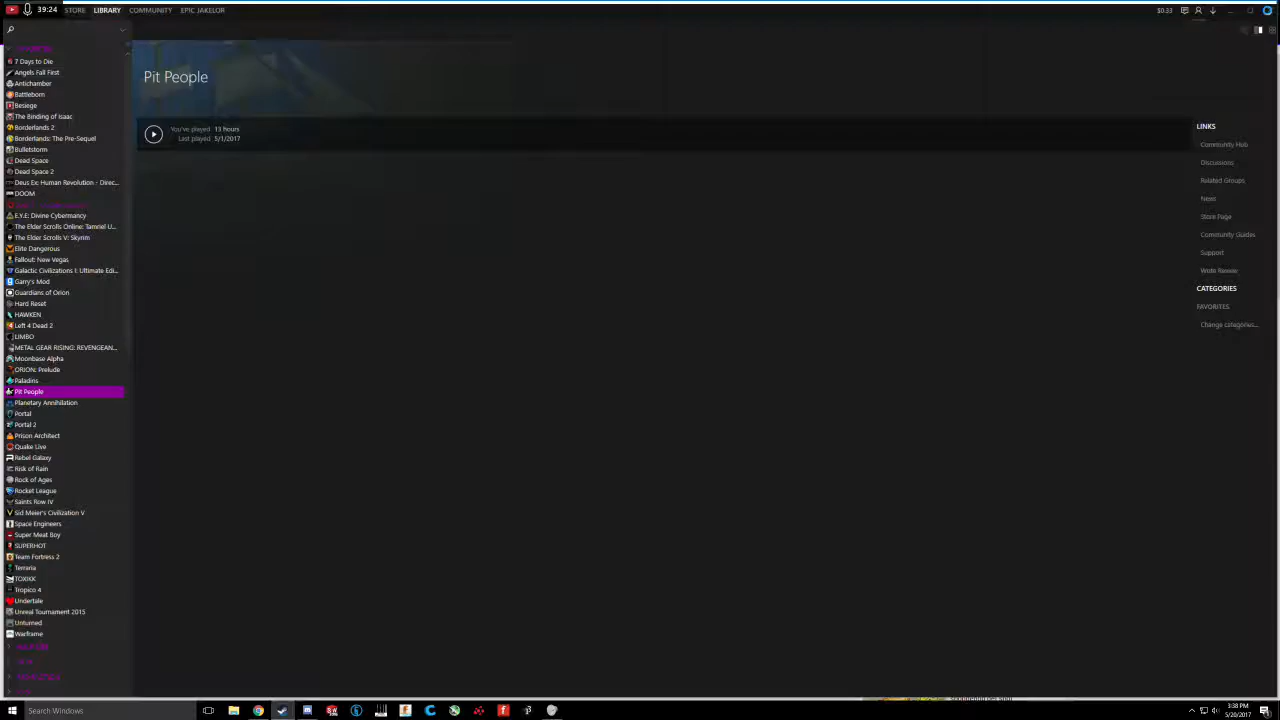 39:24 STORE LIBRARY COMMUNITY EPIC JAKELOR $0.33
7 Days to Die
Angels Fall First
Antichamber
Battleborn
Besiege
The Binding of Isaac
Borderlands 2
Borderlands: The Pre-Sequel
Bulletstorm
Dead Space
Dead Space 2
Deus Ex: Human Revolution - Direc...
DOOM
E.Y.E: Divine Cybermancy
The Elder Scrolls Online: Tamriel U...
The Elder Scrolls V: Skyrim
Elite Dangerous
Fallout: New Vegas
Galactic Civilizations I: Ultimate Edi...
Garry's Mod
Guardians of Orion
Hard Reset
HAWKEN
Left 4 Dead 2
LIMBO
METAL GEAR RISING: REVENGEAN...
Moonbase Alpha
ORION: Prelude
Paladins
Pit People
Planetary Annihilation
Portal
Portal 2
Prison Architect
Quake Live
Rebel Galaxy
Risk of Rain
Rock of Ages
Rocket League
Saints Row IV
Sid Meier's Civilization V
Space Engineers
Super Meat Boy
SUPERHOT
Team Fortress 2
Terreria
TOXIKK
Tropico 4
Undertale
Unreal Tournament 2015
Unturned
Warframe
Pit People
You've played 13 hours
Last played 5/1/2017
LINKS
Community Hub
Discussions
Related Groups
News
Store Page
Community Guides
Support
Write Review
CATEGORIES
FAVORITES
Change categories...
Search Windows
3:38 PM
5/20/2017